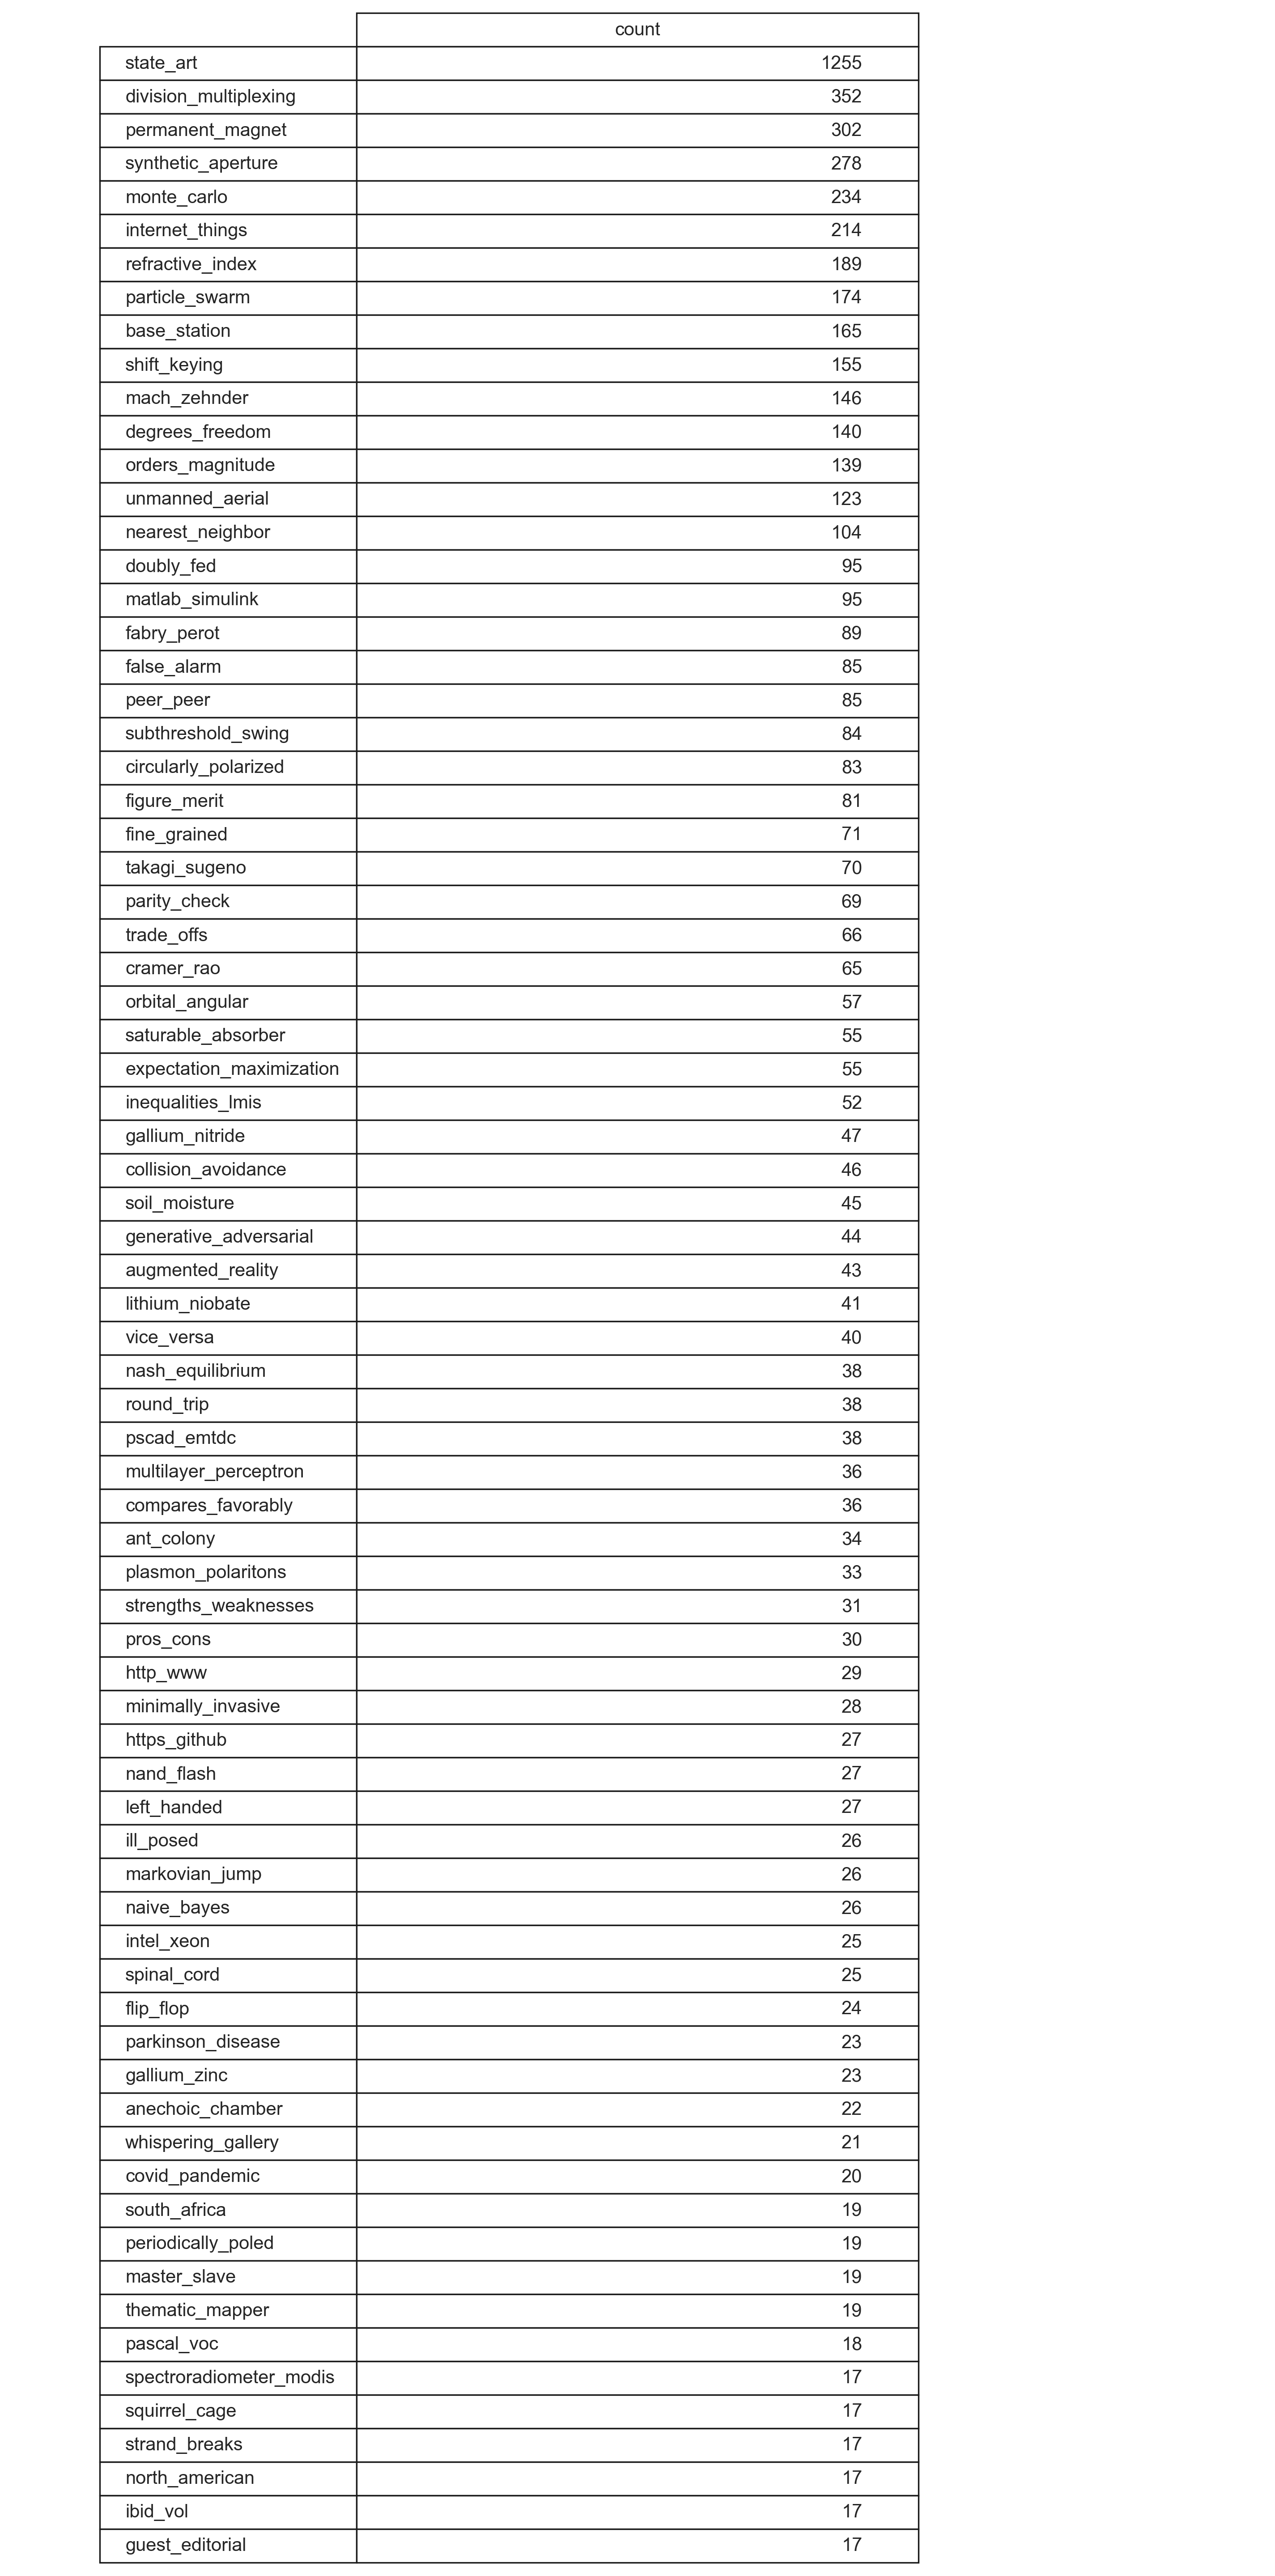 count
state_art 1255
division_multiplexing 352
permanent_magnet 302
synthetic_aperture 278
monte_carlo 234
internet_things 214
refractive_index 189
particle_swarm 174
base_station 165
shift_keying 155
mach_zehnder 146
degrees_freedom 140
orders_magnitude 139
unmanned_aerial 123
nearest_neighbor 104
doubly_fed 95
matlab_simulink 95
fabry_perot 89
false_alarm 85
peer_peer 85
subthreshold_swing 84
circularly_polarized 83
figure_merit 81
fine_grained 71
takagi_sugeno 70
parity_check 69
trade_offs 66
cramer_rao 65
orbital_angular 57
saturable_absorber 55
expectation_maximization 55
inequalities_lmis 52
gallium_nitride 47
collision_avoidance 46
soil_moisture 45
generative_adversarial 44
augmented_reality 43
lithium_niobate 41
vice_versa 40
nash_equilibrium 38
round_trip 38
pscad_emtdc 38
multilayer_perceptron 36
compares_favorably 36
ant_colony 34
plasmon_polaritons 33
strengths_weaknesses 31
pros_cons 30
http_www 29
minimally_invasive 28
https_github 27
nand_flash 27
left_handed 27
ill_posed 26
markovian_jump 26
naive_bayes 26
intel_xeon 25
spinal_cord 25
flip_flop 24
parkinson_disease 23
gallium_zinc 23
anechoic_chamber 22
whispering_gallery 21
covid_pandemic 20
south_africa 19
periodically_poled 19
master_slave 19
thematic_mapper 19
pascal_voc 18
spectroradiometer_modis 17
squirrel_cage 17
strand_breaks 17
north_american 17
ibid_vol 17
guest_editorial 17